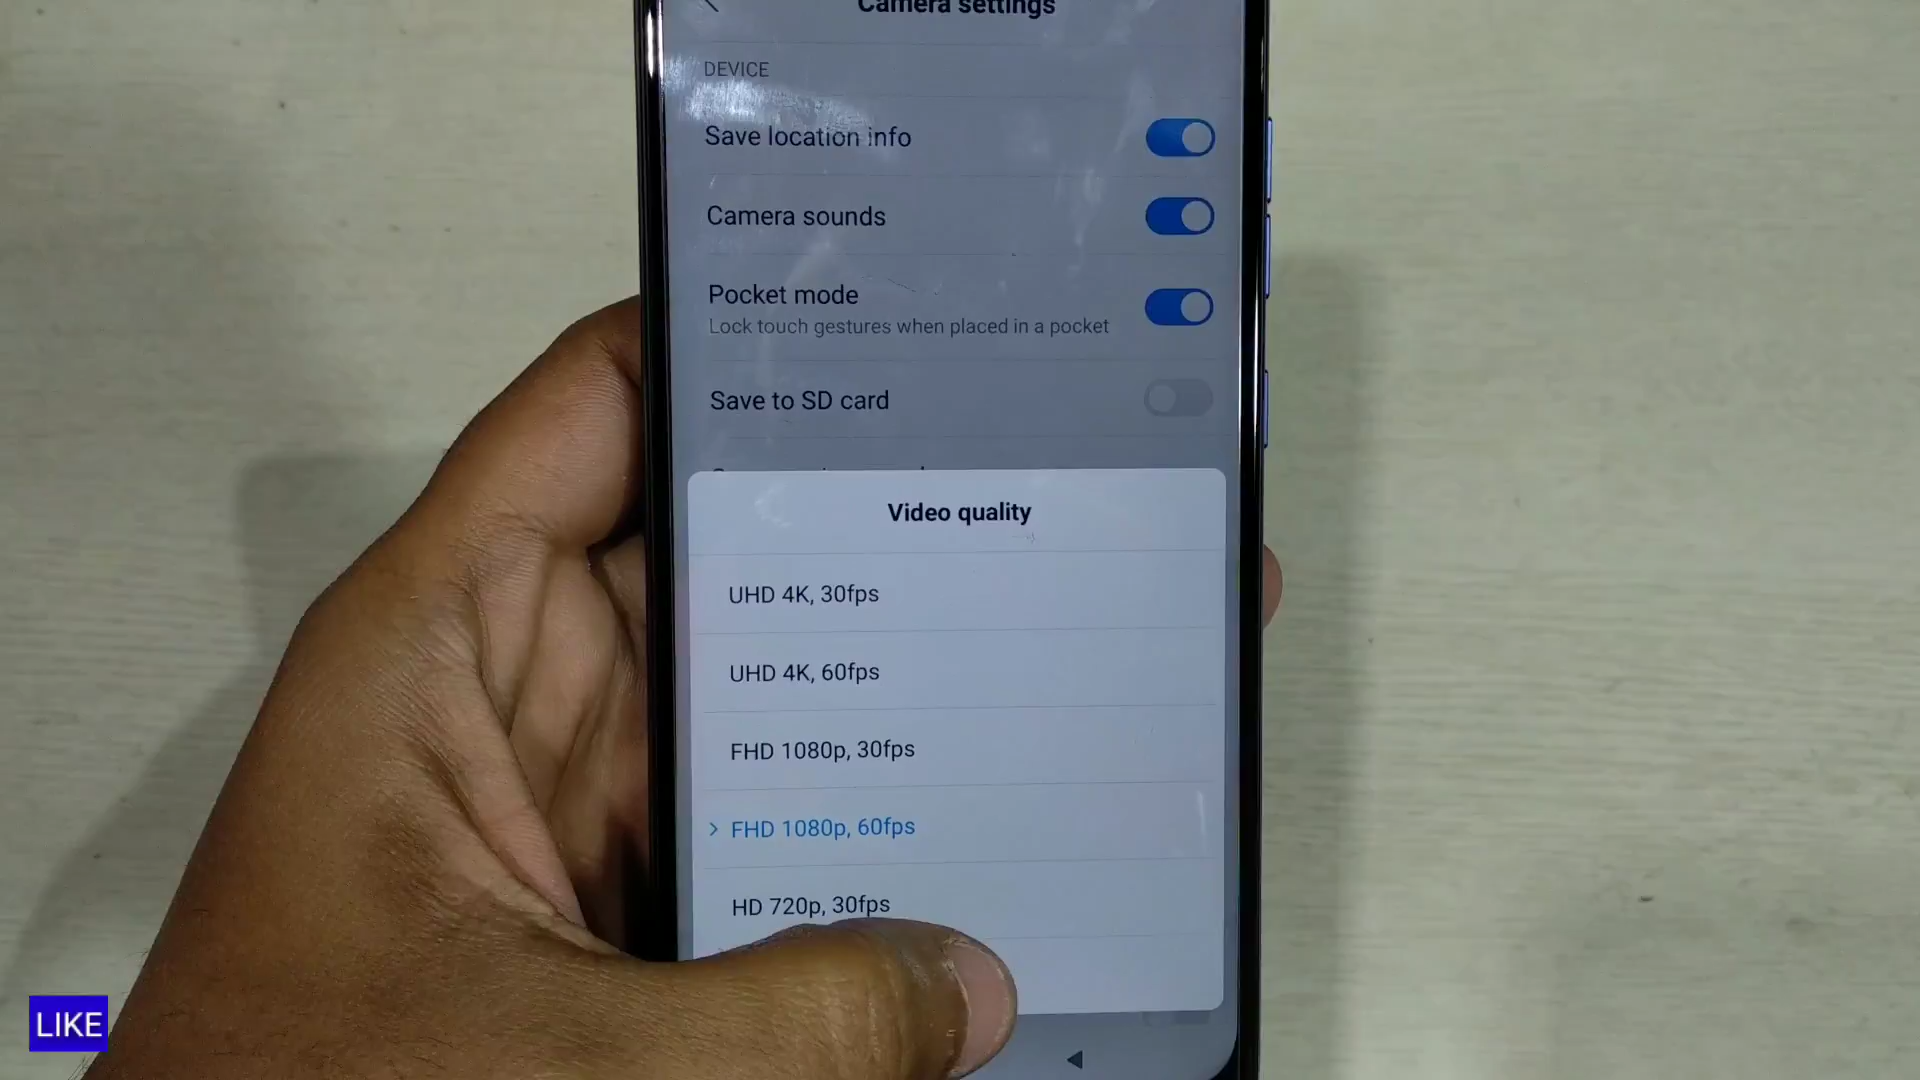 Camera settings
DEVICE
Save location info
Camera sounds
Pocket mode
Lock touch gestures when placed in a pocket
Save to SD card
Video quality
UHD 4K, 30fps
UHD 4K, 60fps
FHD 1080p, 30fps
FHD 1080p, 60fps
HD 720p, 30fps
LIKE